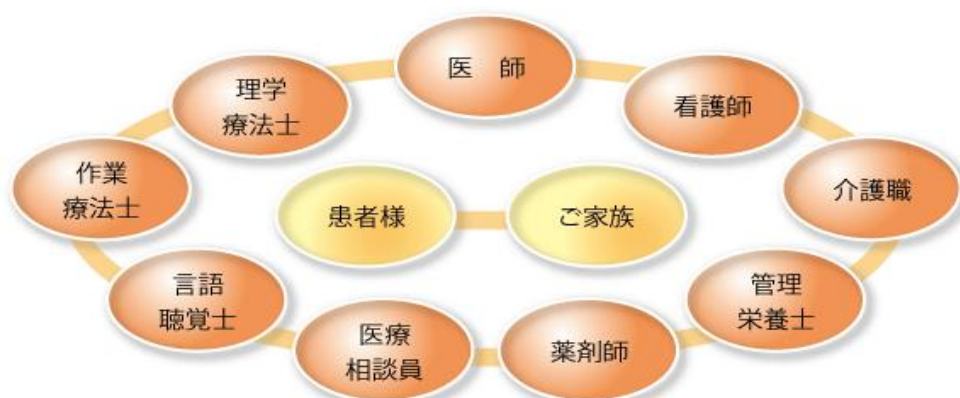 医　師
理学
療法士
看護師
作業
療法士
介護職
患者様
ご家族
言語
聴覚士
管理
栄養士
医療
相談員
薬剤師